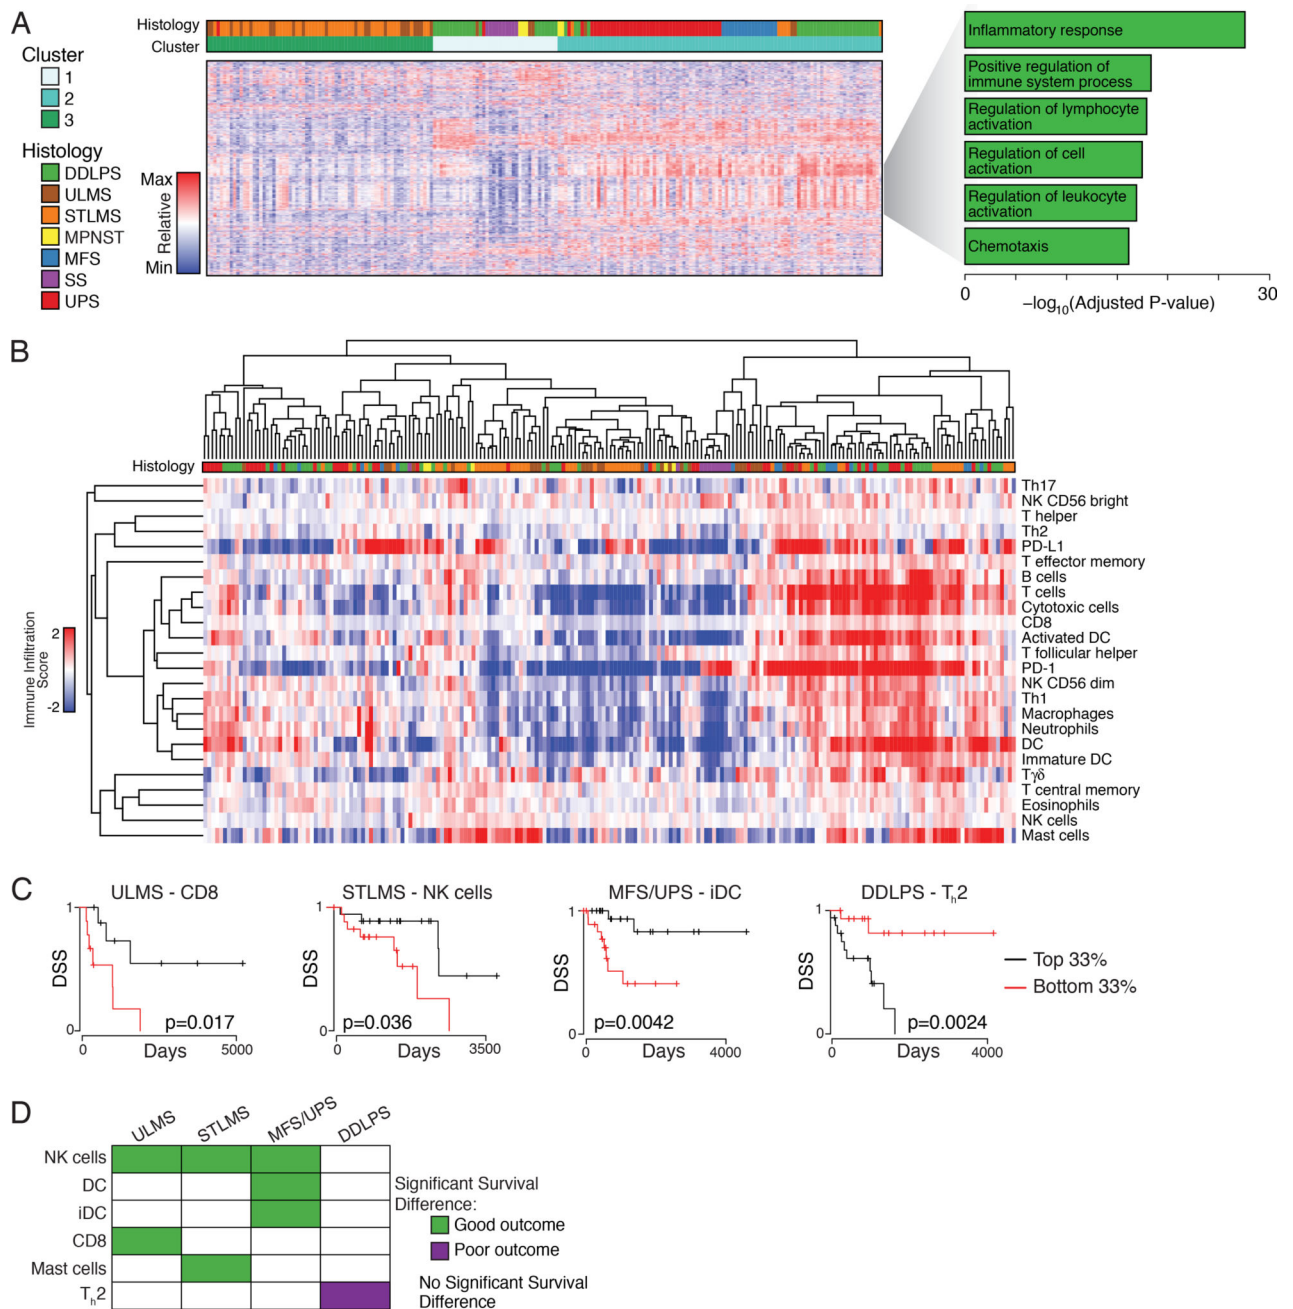 A
Histology
Cluster
Cluster
1
2
3
Histology
DDLPS
ULMS
STLMS
MPNST
MFS
SS
UPS
Max
Relative
Min
Inflammatory response
Positive regulation of
immune system process
Regulation of lymphocyte
activation
Regulation of cell
activation
Regulation of leukocyte
activation
Chemotaxis
0 30
−log10(Adjusted P-value)
B
Histology
Th17
NK CD56 bright
T helper
Th2
PD-L1
T effector memory
B cells
T cells
Cytotoxic cells
CD8
Activated DC
T follicular helper
PD-1
NK CD56 dim
Th1
Macrophages
Neutrophils
DC
Immature DC
Tγδ
T central memory
Eosinophils
NK cells
Mast cells
Immune Infiltration
Score
2
-2
C
ULMS - CD8
1
DSS
0
p=0.017
0 5000
Days
STLMS - NK cells
1
DSS
0
p=0.036
0 3500
Days
MFS/UPS - iDC
1
DSS
0
p=0.0042
0 4000
Days
DDLPS - Th2
1
DSS
0
p=0.0024
0 4000
Days
Top 33%
Bottom 33%
D
ULMS
STLMS
MFS/UPS
DDLPS
NK cells
DC
iDC
CD8
Mast cells
Th2
Significant Survival
Difference:
Good outcome
Poor outcome
No Significant Survival
Difference